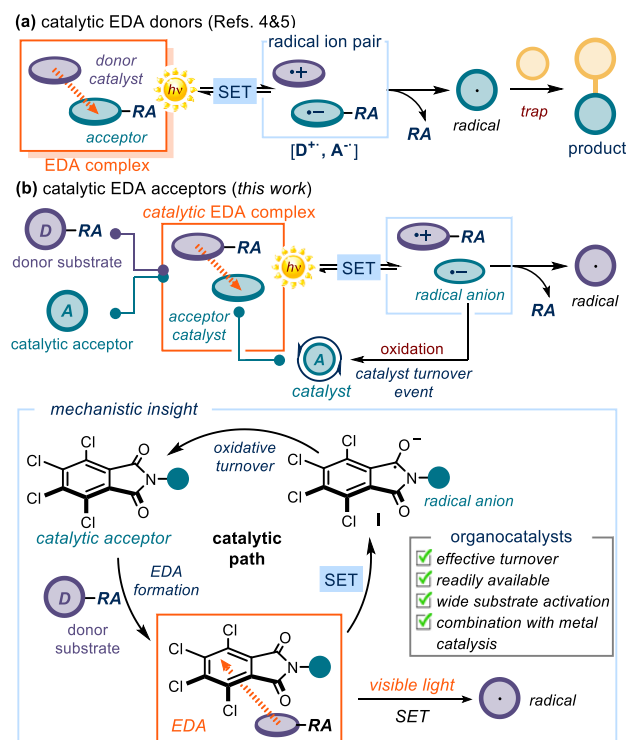 (a) catalytic EDA donors (Refs. 4&5)
donor
catalyst
acceptor
RA
EDA complex
hν
SET
radical ion pair
•+
•−
RA
[D+·, A−·]
RA
·
radical
trap
product
(b) catalytic EDA acceptors (this work)
D
RA
donor substrate
A
catalytic acceptor
catalytic EDA complex
RA
acceptor
catalyst
hν
SET
•+
RA
•−
radical anion
RA
·
radical
A
catalyst
oxidation
catalyst turnover
event
mechanistic insight
Cl
Cl
Cl
Cl
O
N
O
catalytic acceptor
oxidative
turnover
Cl
Cl
Cl
Cl
O−
·
N
O
radical anion
I
catalytic
path
D
RA
donor
substrate
EDA
formation
SET
organocatalysts
effective turnover
readily available
wide substrate activation
combination with metal
catalysis
Cl
Cl
Cl
Cl
O
N
O
EDA
RA
visible light
SET
·
radical